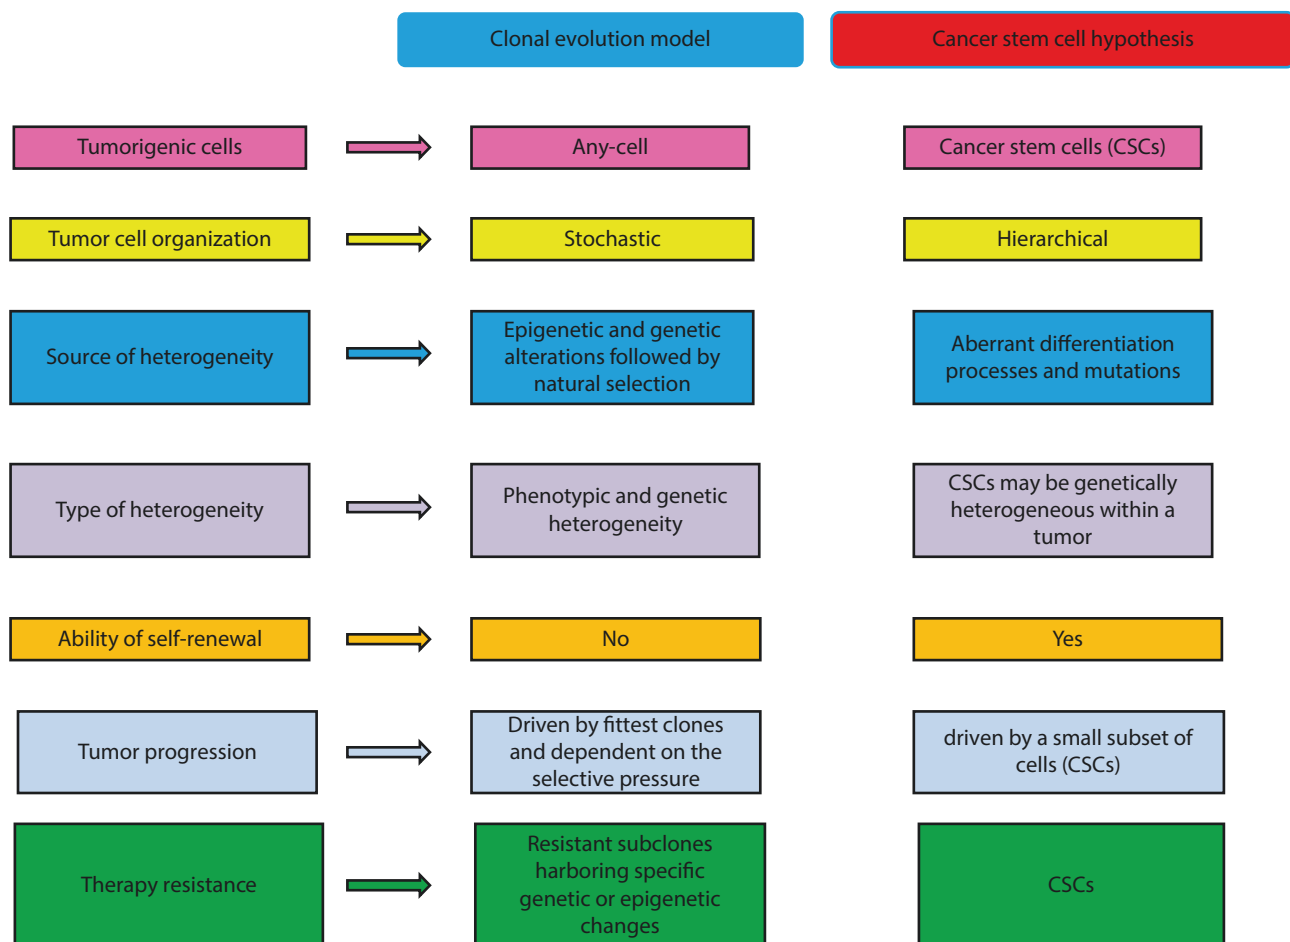 Clonal evolution model
Cancer stem cell hypothesis
Tumorigenic cells
Any-cell
Cancer stem cells (CSCs)
Tumor cell organization
Stochastic
Hierarchical
Source of heterogeneity
Epigenetic and genetic
alterations followed by
natural selection
Aberrant differentiation
processes and mutations
Type of heterogeneity
Phenotypic and genetic
heterogeneity
CSCs may be genetically
heterogeneous within a
tumor
Ability of self-renewal
No
Yes
Tumor progression
Driven by fittest clones
and dependent on the
selective pressure
driven by a small subset of
cells (CSCs)
Therapy resistance
Resistant subclones
harboring specific
genetic or epigenetic
changes
CSCs